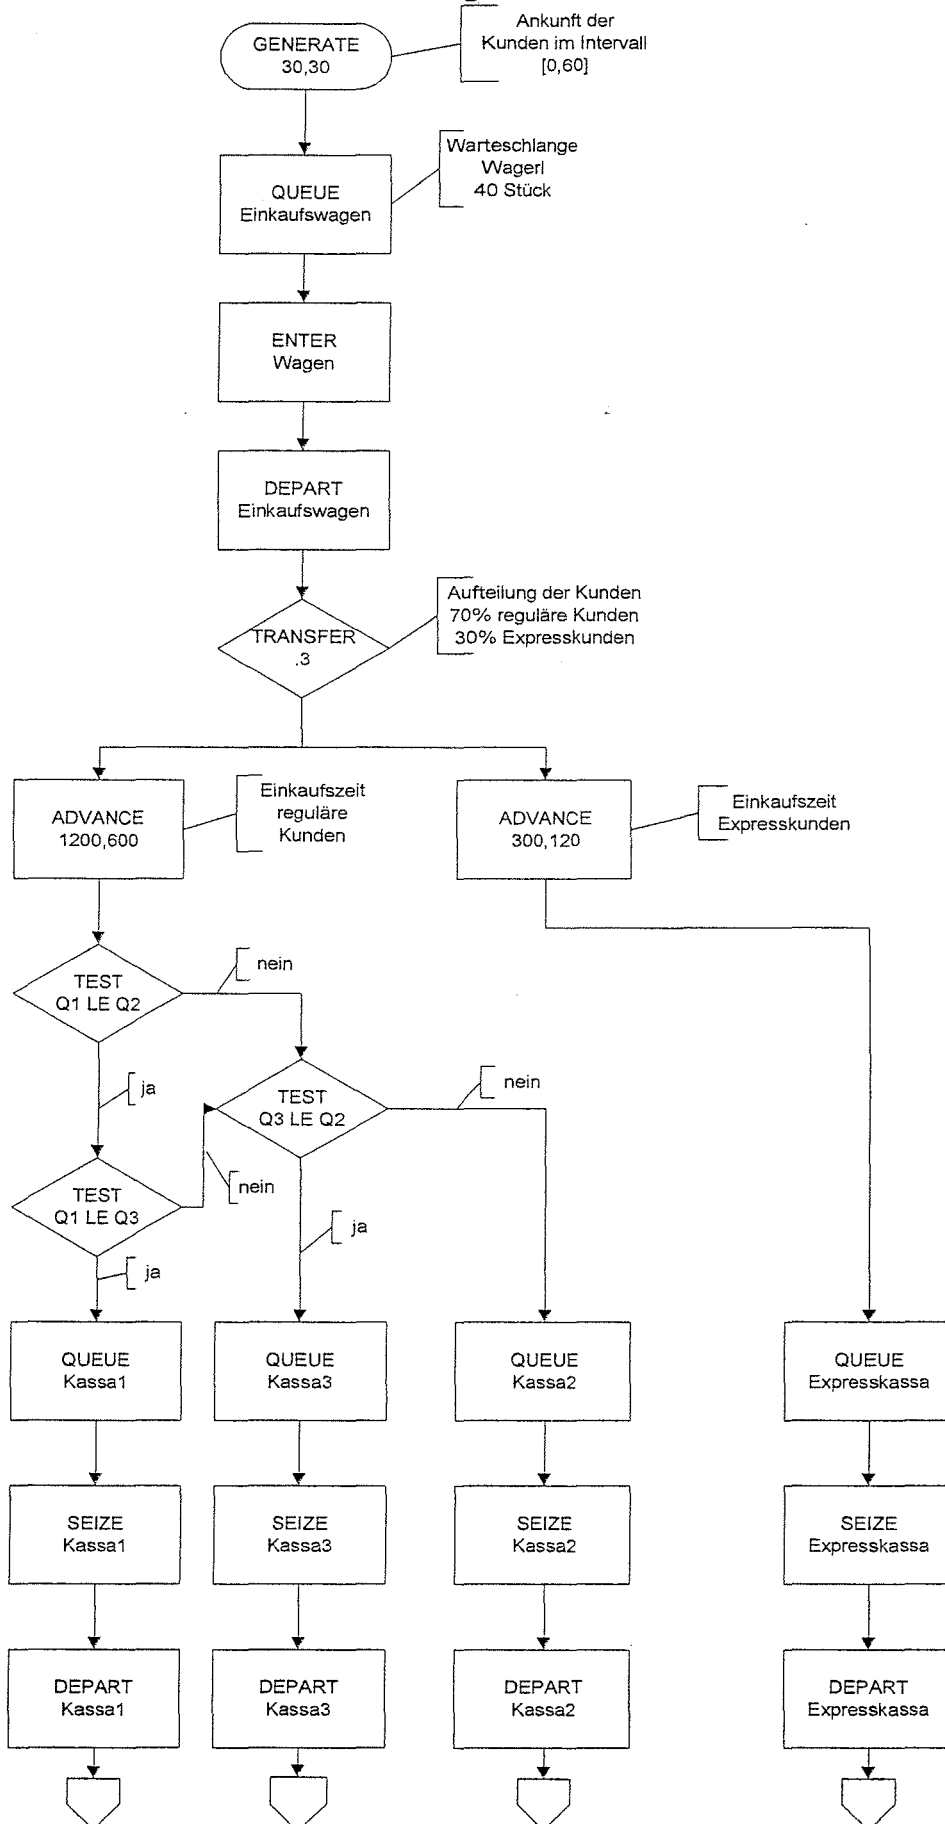 GENERATE
30,30
Ankunft der
Kunden im Intervall
[0,60]
QUEUE
Einkaufswagen
Warteschlange
Wagerl
40 Stück
ENTER
Wagen
DEPART
Einkaufswagen
TRANSFER
.3
Aufteilung der Kunden
70% reguläre Kunden
30% Expresskunden
ADVANCE
1200,600
Einkaufszeit
reguläre
Kunden
ADVANCE
300,120
Einkaufszeit
Expresskunden
TEST
Q1 LE Q2
nein
ja
TEST
Q3 LE Q2
nein
TEST
Q1 LE Q3
nein
ja
ja
QUEUE
Kassa1
QUEUE
Kassa3
QUEUE
Kassa2
QUEUE
Expresskassa
SEIZE
Kassa1
SEIZE
Kassa3
SEIZE
Kassa2
SEIZE
Expresskassa
DEPART
Kassa1
DEPART
Kassa3
DEPART
Kassa2
DEPART
Expresskassa